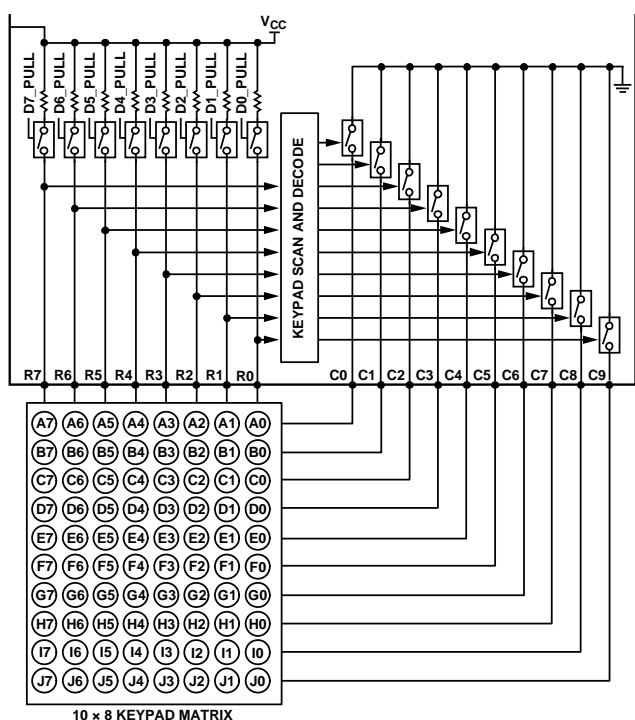 VCC
D7_PULL
D6_PULL
D5_PULL
D4_PULL
D3_PULL
D2_PULL
D1_PULL
D0_PULL
KEYPAD SCAN AND DECODE
R7 R6 R5 R4 R3 R2 R1 R0 C0 C1 C2 C3 C4 C5 C6 C7 C8 C9
A7 A6 A5 A4 A3 A2 A1 A0
B7 B6 B5 B4 B3 B2 B1 B0
C7 C6 C5 C4 C3 C2 C1 C0
D7 D6 D5 D4 D3 D2 D1 D0
E7 E6 E5 E4 E3 E2 E1 E0
F7 F6 F5 F4 F3 F2 F1 F0
G7 G6 G5 G4 G3 G2 G1 G0
H7 H6 H5 H4 H3 H2 H1 H0
I7 I6 I5 I4 I3 I2 I1 I0
J7 J6 J5 J4 J3 J2 J1 J0
10 × 8 KEYPAD MATRIX